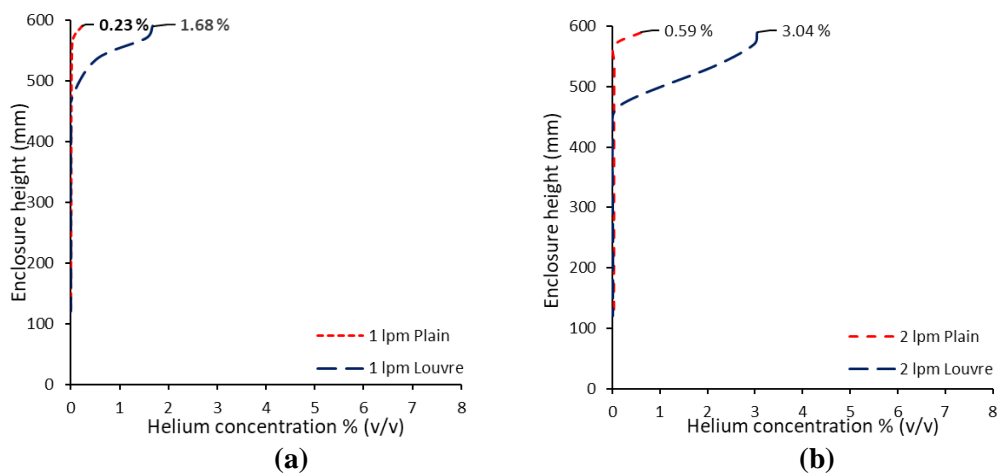 600
0.23 %
1.68 %
500
400
300
200
100
0
Enclosure height (mm)
1 lpm Plain
1 lpm Louvre
0 1 2 3 4 5 6 7 8
Helium concentration % (v/v)
(a)
600
0.59 %
3.04 %
500
400
300
200
100
0
Enclosure height (mm)
2 lpm Plain
2 lpm Louvre
0 1 2 3 4 5 6 7 8
Helium concentration % (v/v)
(b)